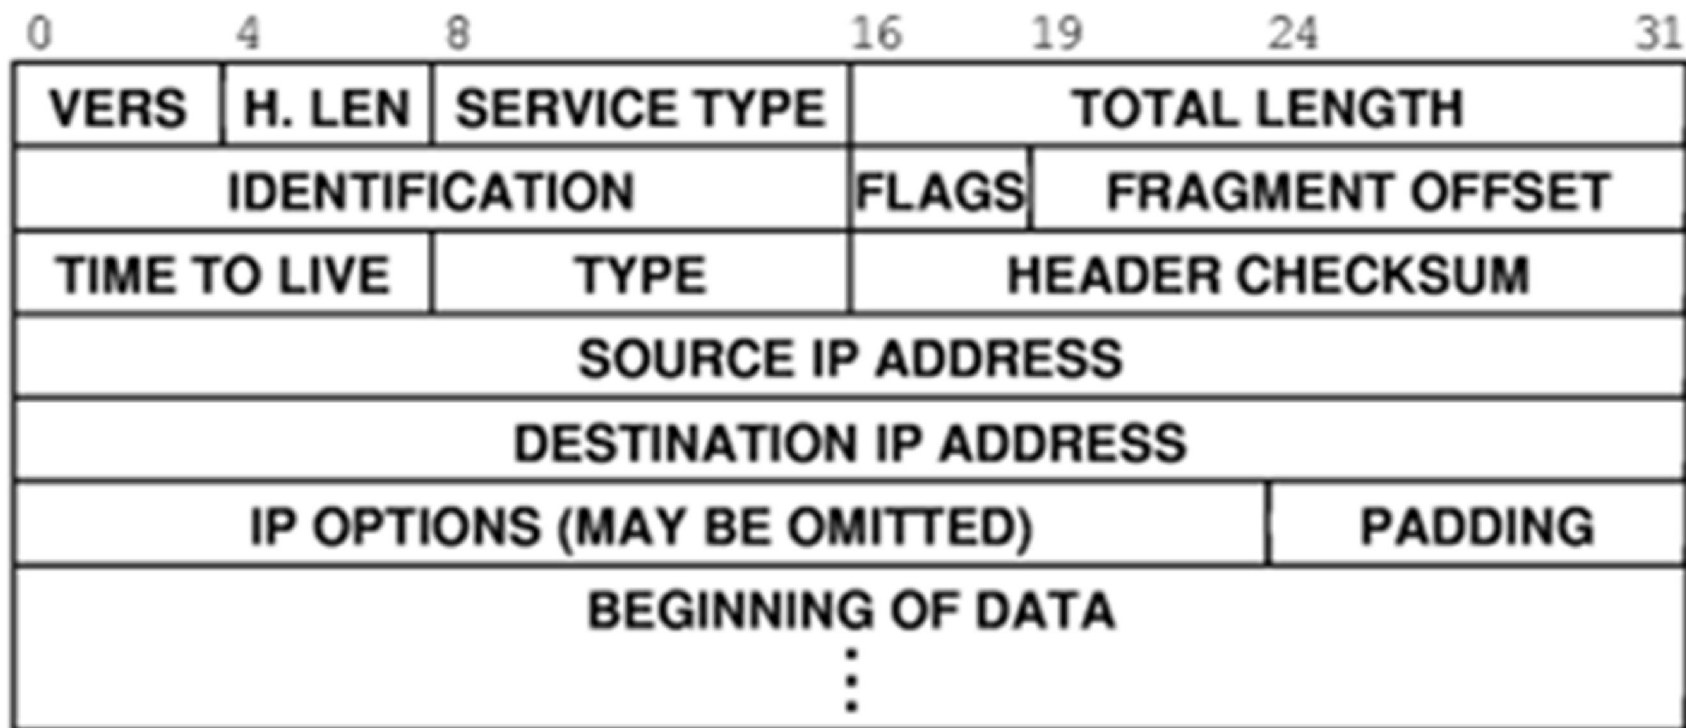 0 4 8 16 19 24 31
VERS H. LEN SERVICE TYPE TOTAL LENGTH
IDENTIFICATION FLAGS FRAGMENT OFFSET
TIME TO LIVE TYPE HEADER CHECKSUM
SOURCE IP ADDRESS
DESTINATION IP ADDRESS
IP OPTIONS (MAY BE OMITTED) PADDING
BEGINNING OF DATA